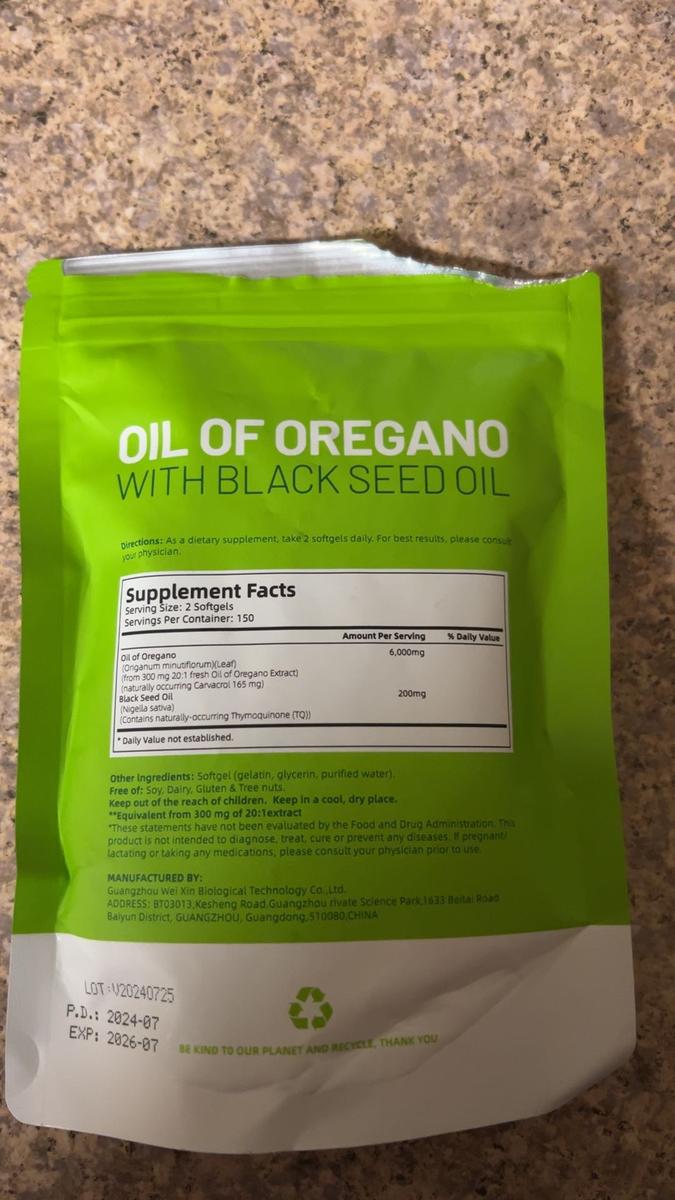 OIL OF OREGANO
WITH BLACK SEED OIL
Directions: As a dietary supplement, take 2 softgels daily. For best results, please consult
your physician.
Supplement Facts
Serving Size: 2 Softgels
Servings Per Container: 150
Amount Per Serving % Daily Value
Oil of Oregano 6,000mg
(Origanum minutiflorum)(Leaf)
(from 300 mg 20:1 fresh Oil of Oregano Extract)
(naturally occurring Carvacrol 165 mg)
Black Seed Oil 200mg
(Nigella sativa)
(Contains naturally-occurring Thymoquinone (TQ))
* Daily Value not established.
Other Ingredients: Softgel (gelatin, glycerin, purified water).
Free of: Soy, Dairy, Gluten & Tree nuts.
Keep out of the reach of children. Keep in a cool, dry place.
**Equivalent from 300 mg of 20:1extract
*These statements have not been evaluated by the Food and Drug Administration. This
product is not intended to diagnose, treat, cure or prevent any diseases. If pregnant/
lactating or taking any medications, please consult your physician prior to use.
MANUFACTURED BY:
Guangzhou Wei Xin Biological Technology Co.,Ltd.
ADDRESS: BT03013,Kesheng Road.Guangzhou rivate Science Park,1633 Beitai Road
Baiyun District, GUANGZHOU, Guangdong,510080,CHINA
LOT:V20240725
P.D.: 2024-07
EXP: 2026-07
BE KIND TO OUR PLANET AND RECYCLE, THANK YOU